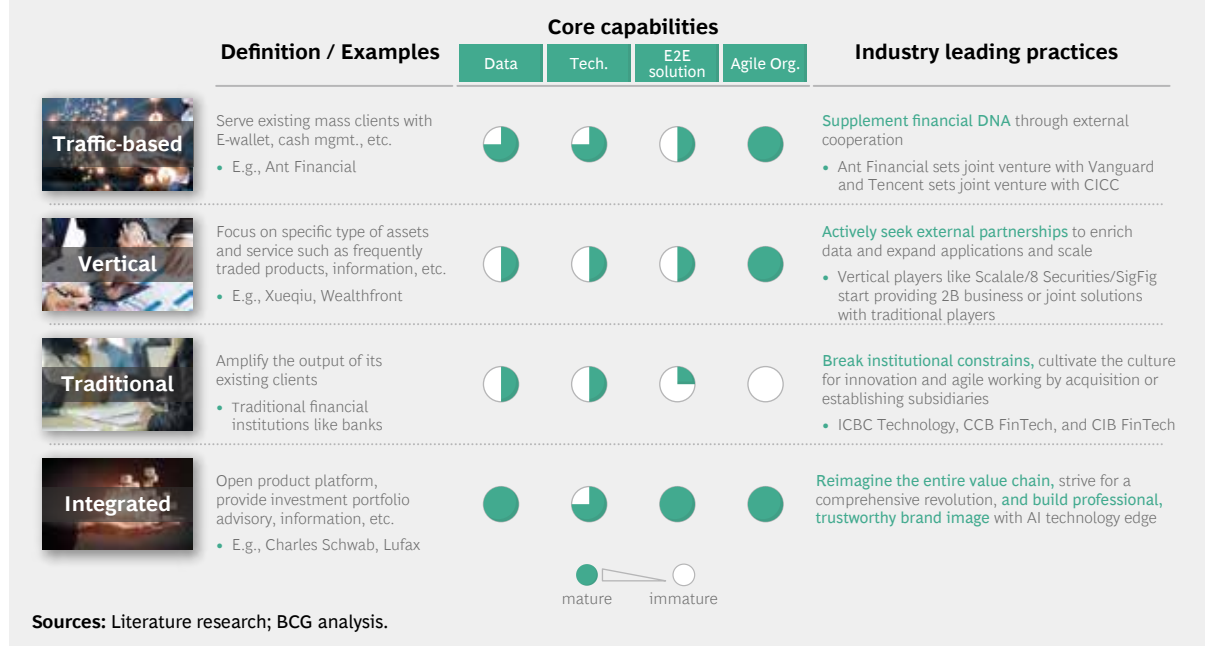 Core capabilities
Definition / Examples
Data
Tech.
E2E
solution
Agile Org.
Industry leading practices
Traffic-based
Serve existing mass clients with
E-wallet, cash mgmt., etc.
• E.g., Ant Financial
Supplement financial DNA through external
cooperation
• Ant Financial sets joint venture with Vanguard
and Tencent sets joint venture with CICC
Vertical
Focus on specific type of assets
and service such as frequently
traded products, information, etc.
• E.g., Xueqiu, Wealthfront
Actively seek external partnerships to enrich
data and expand applications and scale
• Vertical players like Scalale/8 Securities/SigFig
start providing 2B business or joint solutions
with traditional players
Traditional
Amplify the output of its
existing clients
• Traditional financial
institutions like banks
Break institutional constrains, cultivate the culture
for innovation and agile working by acquisition or
establishing subsidiaries
• ICBC Technology, CCB FinTech, and CIB FinTech
Integrated
Open product platform,
provide investment portfolio
advisory, information, etc.
• E.g., Charles Schwab, Lufax
Reimagine the entire value chain, strive for a
comprehensive revolution, and build professional,
trustworthy brand image with AI technology edge
mature
immature
Sources: Literature research; BCG analysis.